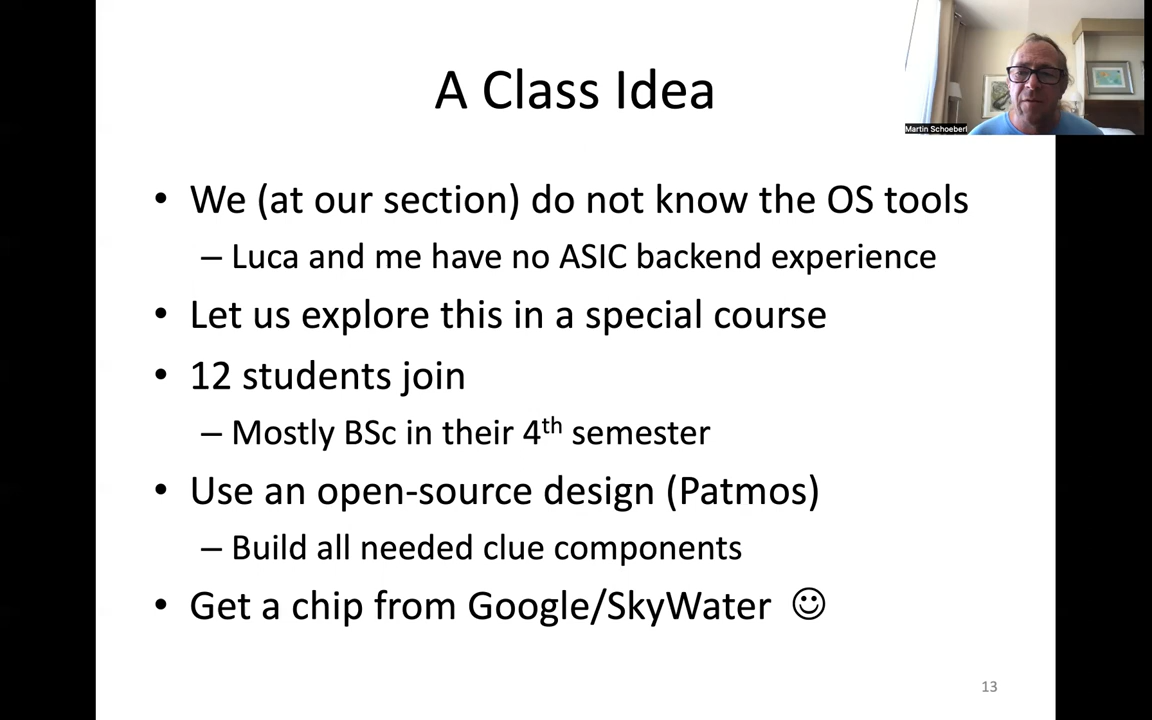 A Class Idea
Martin Schoeberl
• We (at our section) do not know the OS tools
– Luca and me have no ASIC backend experience
• Let us explore this in a special course
• 12 students join
– Mostly BSc in their 4th semester
• Use an open-source design (Patmos)
– Build all needed clue components
• Get a chip from Google/SkyWater ☺
13